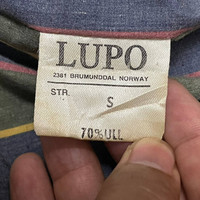 LUPO
2381 BRUMUNDDAL NORWAY
STR.
S
70% ULL